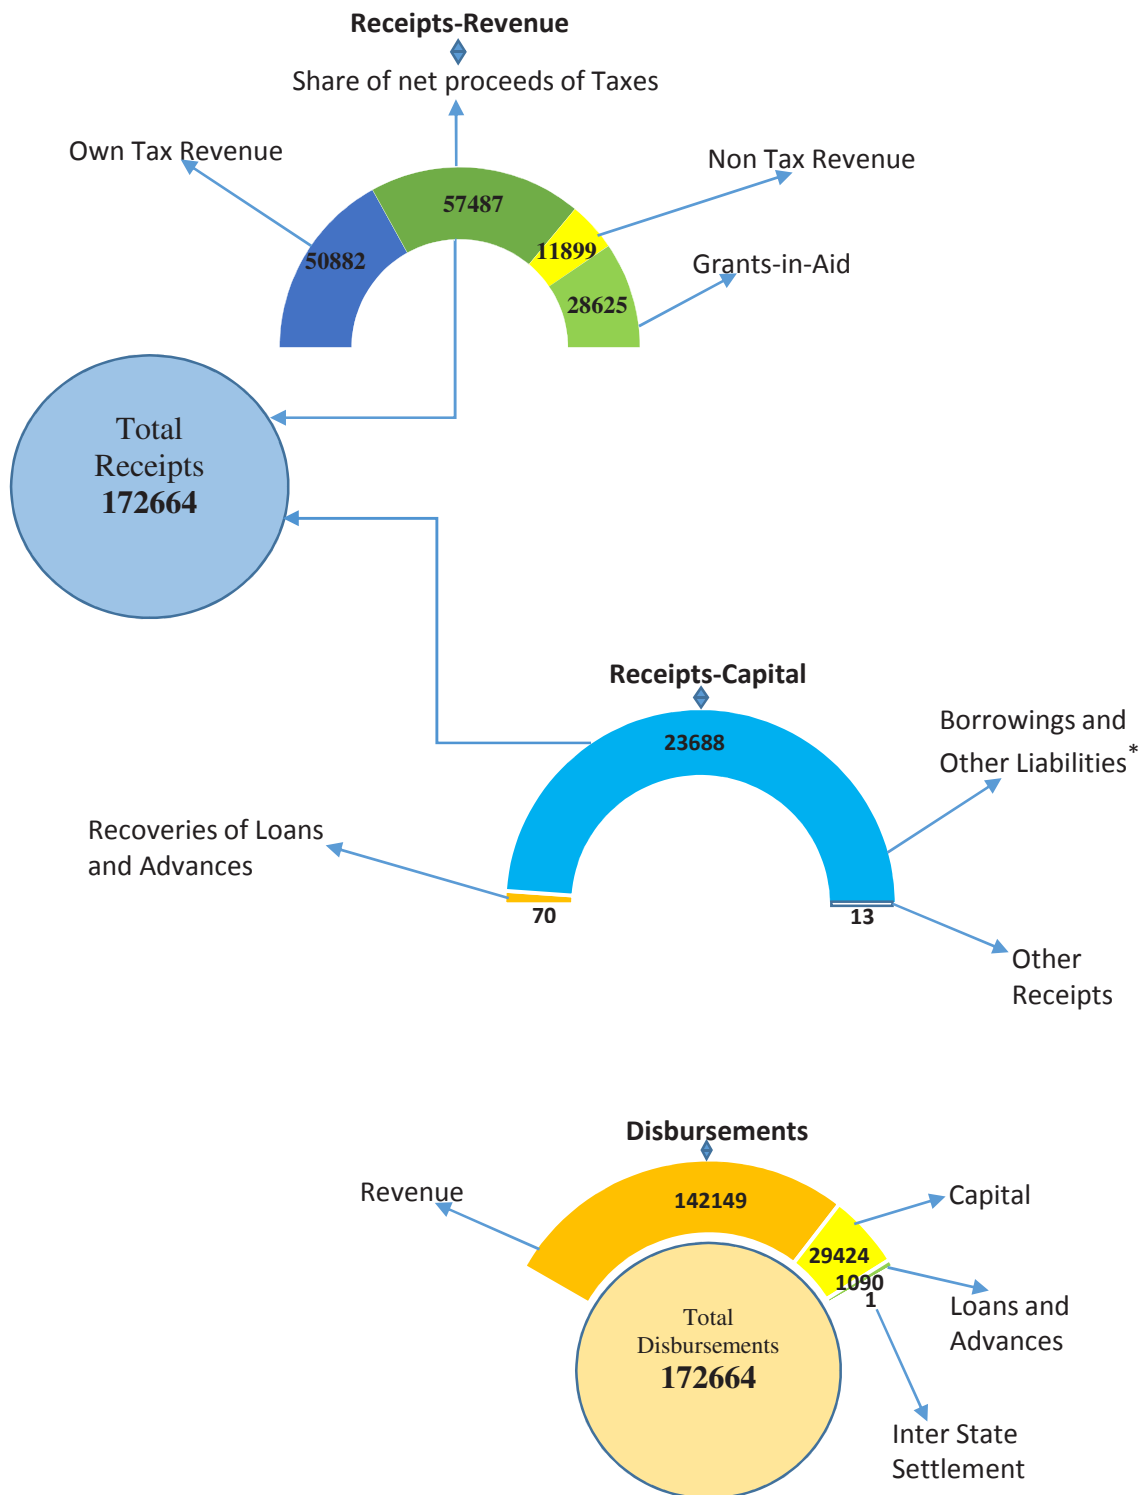 Receipts-Revenue
Share of net proceeds of Taxes
Own Tax Revenue
Non Tax Revenue
57487
50882
11899
Grants-in-Aid
28625
Total
Receipts
172664
Receipts-Capital
23688
Borrowings and
Other Liabilities*
Recoveries of Loans
and Advances
70
13
Other
Receipts
Disbursements
Revenue
142149
Capital
29424
1090
1
Loans and
Advances
Total
Disbursements
172664
Inter State
Settlement